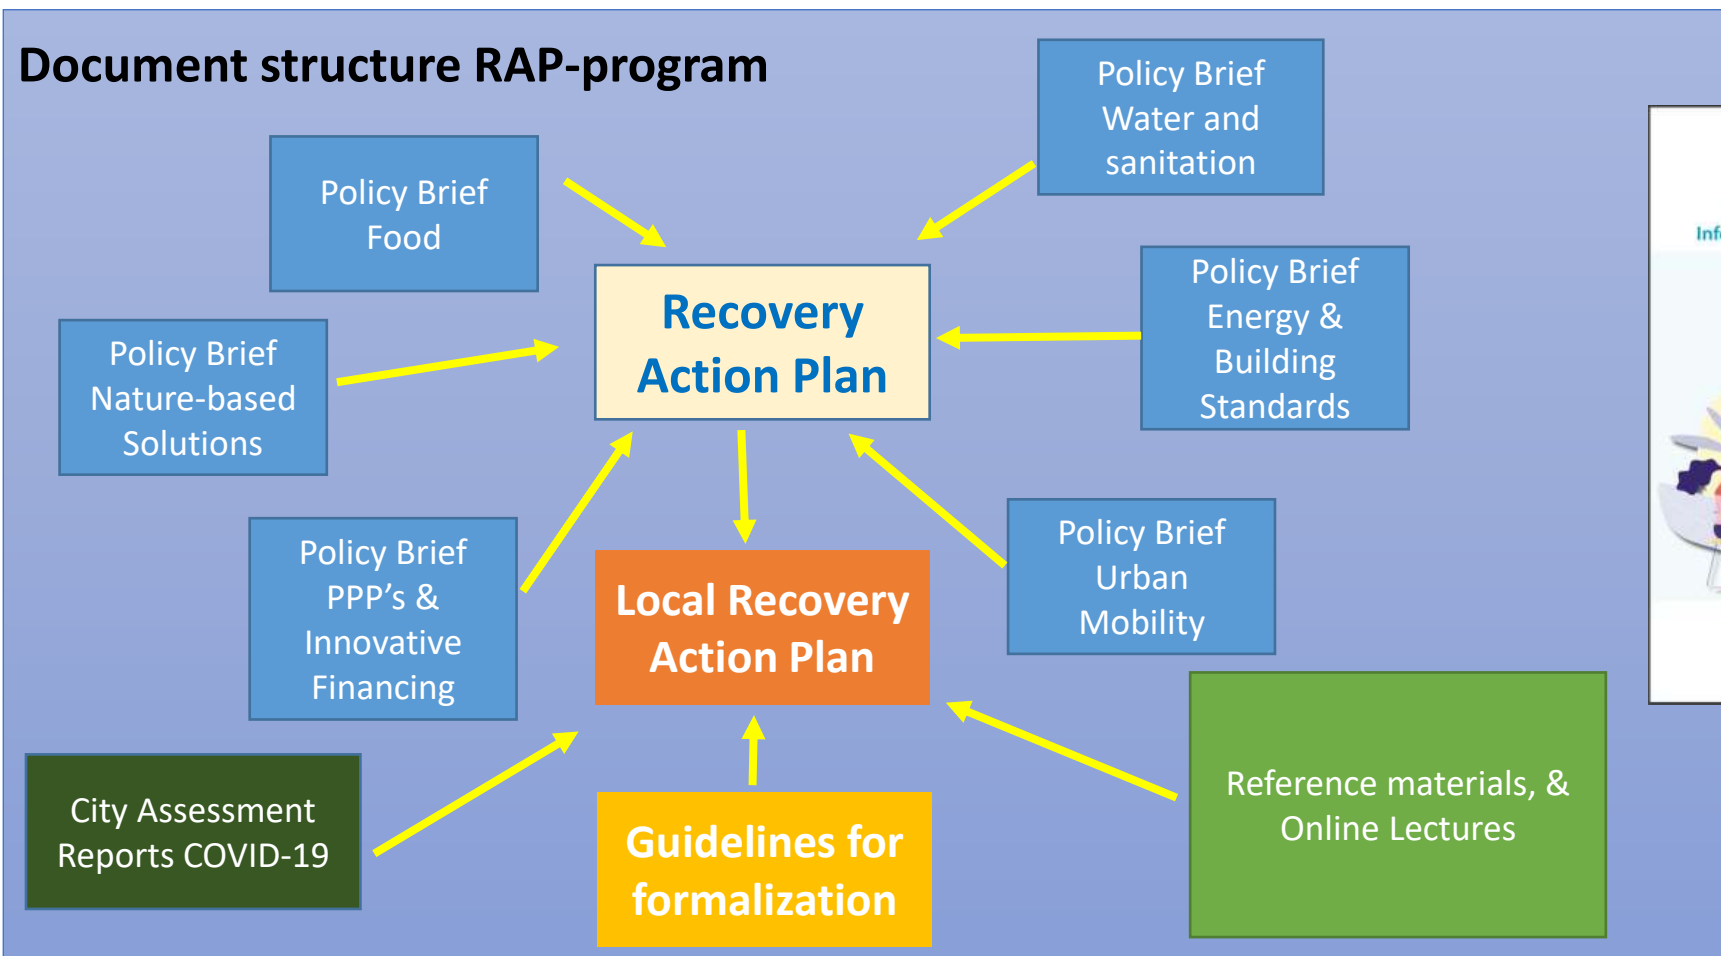 Document structure RAP-program
Policy Brief
Water and
sanitation
Policy Brief
Food
Policy Brief
Energy &
Building
Standards
Recovery
Action Plan
Policy Brief
Nature-based
Solutions
Policy Brief
PPP's &
Innovative
Financing
Policy Brief
Urban
Mobility
Local Recovery
Action Plan
City Assessment
Reports COVID-19
Guidelines for
formalization
Reference materials, &
Online Lectures